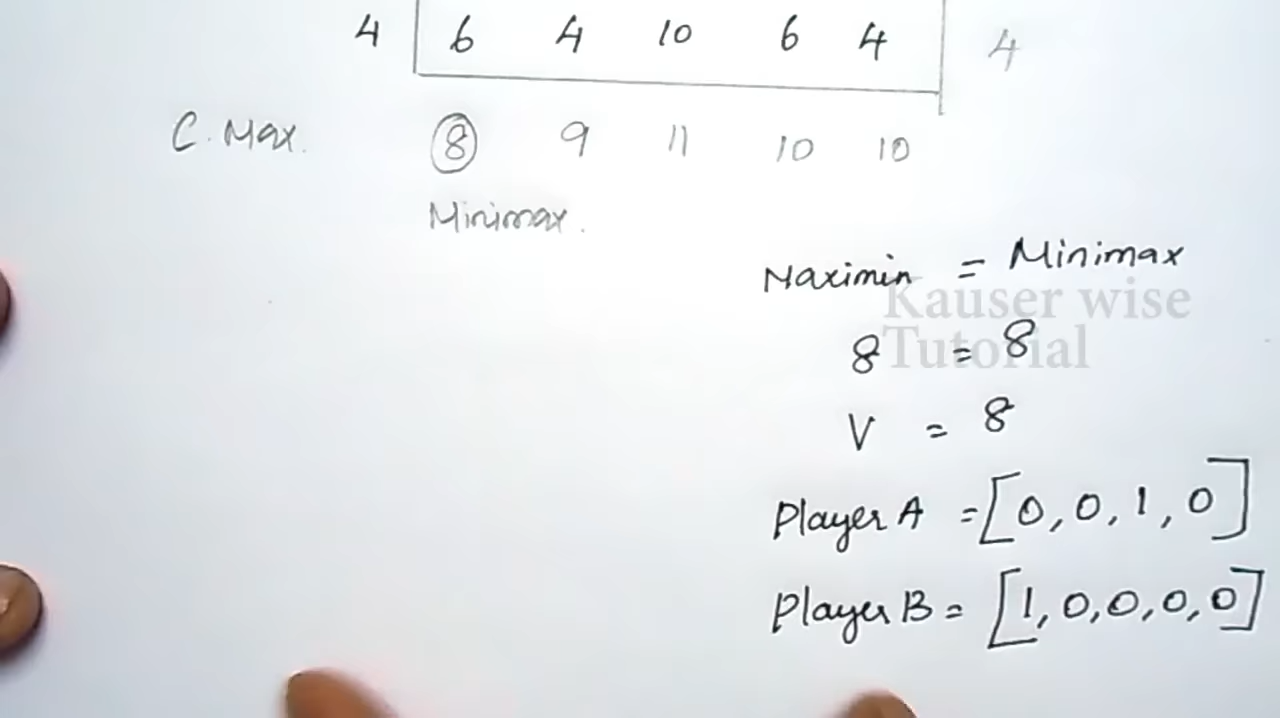 4 6 4 10 6 4 4
C. Max. 8 9 11 10 10
Minimax.
Maximin = Minimax
Kauser wise
Tutorial
8 = 8
V = 8
Player A = [0, 0, 1, 0]
Player B = [1, 0, 0, 0, 0]